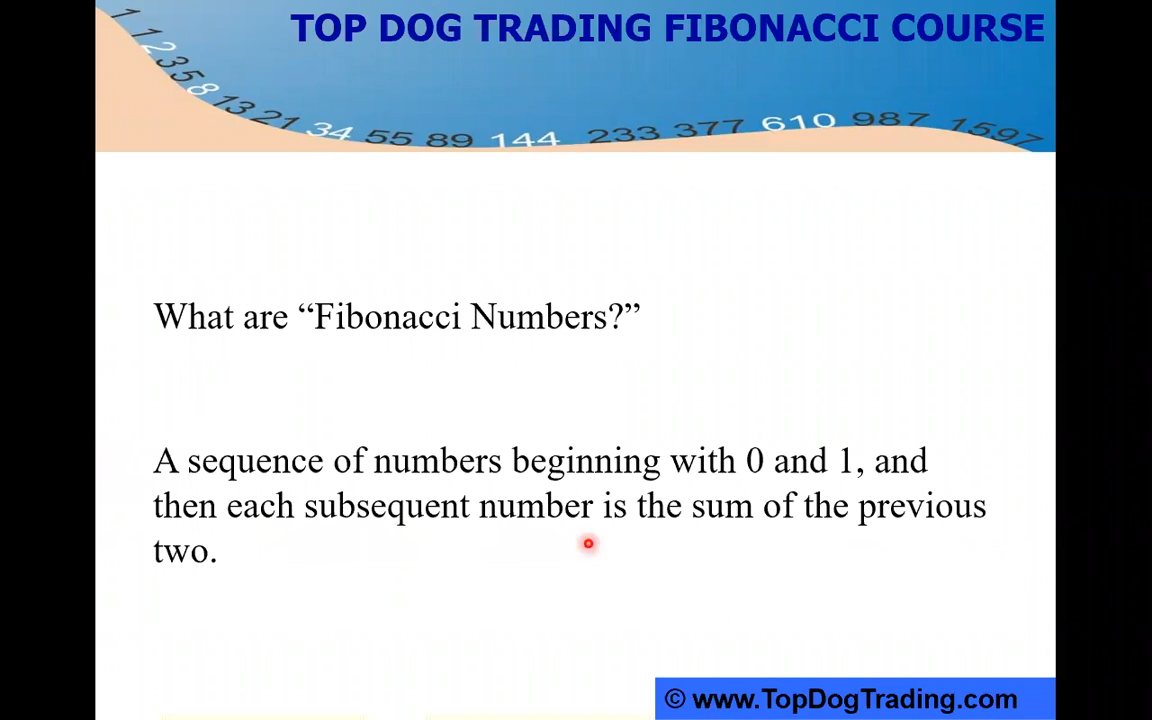 TOP DOG TRADING FIBONACCI COURSE
1 1 2 3 5 8 13 21 34 55 89 144 233 377 610 987 1597
What are “Fibonacci Numbers?”
A sequence of numbers beginning with 0 and 1, and
then each subsequent number is the sum of the previous
two.
© www.TopDogTrading.com